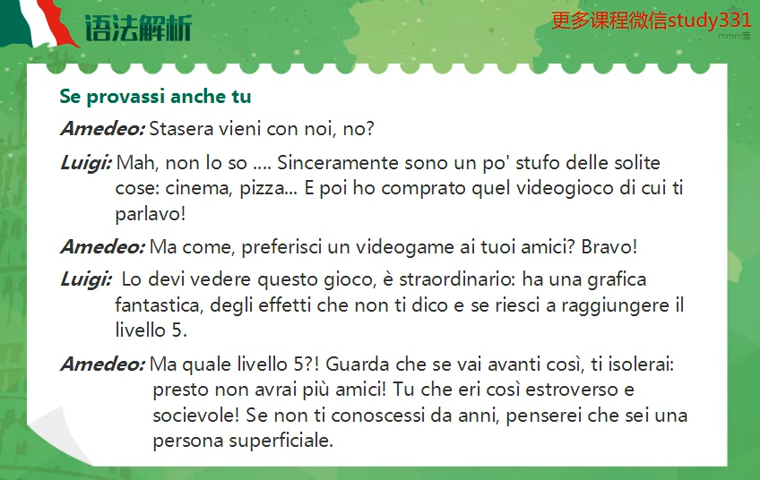 语法解析
更多课程微信study331
Se provassi anche tu
Amedeo: Stasera vieni con noi, no?
Luigi: Mah, non lo so .... Sinceramente sono un po' stufo delle solite
cose: cinema, pizza... E poi ho comprato quel videogioco di cui ti
parlavo!
Amedeo: Ma come, preferisci un videogame ai tuoi amici? Bravo!
Luigi: Lo devi vedere questo gioco, è straordinario: ha una grafica
fantastica, degli effetti che non ti dico e se riesci a raggiungere il
livello 5.
Amedeo: Ma quale livello 5?! Guarda che se vai avanti così, ti isolerai:
presto non avrai più amici! Tu che eri così estroverso e
socievole! Se non ti conoscessi da anni, penserei che sei una
persona superficiale.